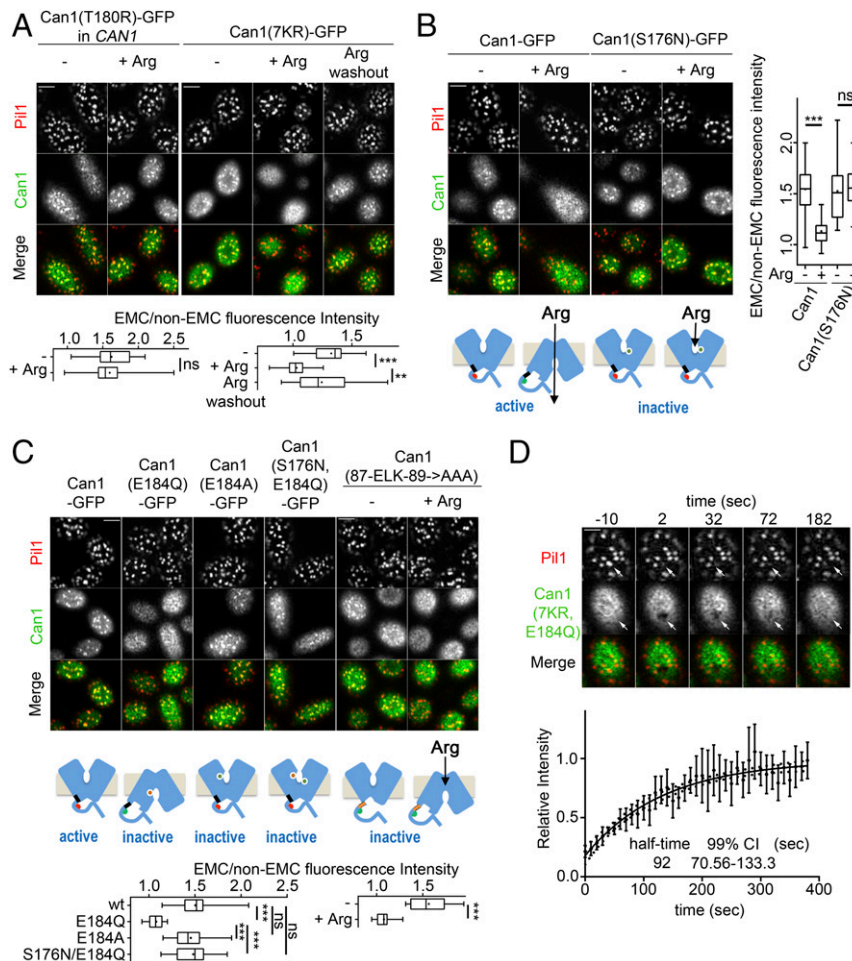 A
Can1(T180R)-GFP
in CAN1
Can1(7KR)-GFP
- + Arg - + Arg Arg washout
Pil1
Can1
Merge
EMC/non-EMC fluorescence Intensity
1.0 1.5 2.0 2.5
-
+ Arg
ns
1.0 1.5
-
+ Arg
Arg
washout
***
**
B
Can1-GFP Can1(S176N)-GFP
- + Arg - + Arg
Pil1
Can1
Merge
EMC/non-EMC fluorescence intensity
2.0
1.5
1.0
*** ns
Arg - + -
Can1
Can1(S176N)
Arg Arg
active inactive
C
Can1
-GFP
Can1
(E184Q)
-GFP
Can1
(E184A)
-GFP
Can1
(S176N,
E184Q)
-GFP
Can1
(87-ELK-89->AAA)
- + Arg
Pil1
Can1
Merge
Arg
active inactive inactive inactive inactive
EMC/non-EMC fluorescence Intensity
1.0 1.5 2.0 2.5
wt
E184Q
E184A
S176N/E184Q
***
ns
ns
***
***
1.0 1.5
-
+ Arg
***
D
time (sec)
-10 2 32 72 182
Pil1
Can1
(7KR,
E184Q)
Merge
Relative Intensity
1.0
0.5
0.0
half-time 99% CI (sec)
92 70.56-133.3
0 100 200 300 400
time (sec)